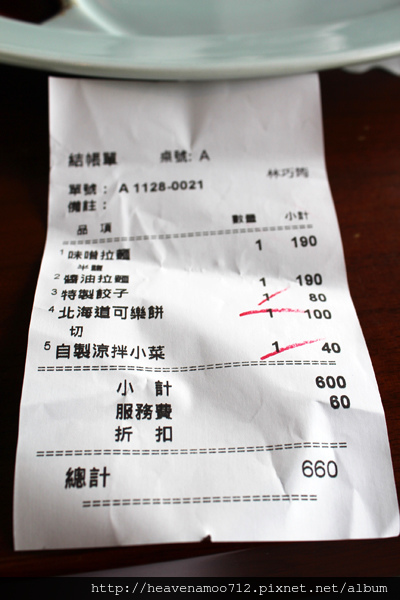 結帳單 桌號: A
林巧筠
單號: A 1128-0021
備註:
品項 數量 小計
1 味噌拉麵 1 190
半鹽
2 醬油拉麵 1 190
3 特製餃子 1 80
4 北海道可樂餅 1 100
切
5 自製涼拌小菜 1 40
小計 600
服務費 60
折扣
總計 660
http://heavenamoo712.pixnet.net/album